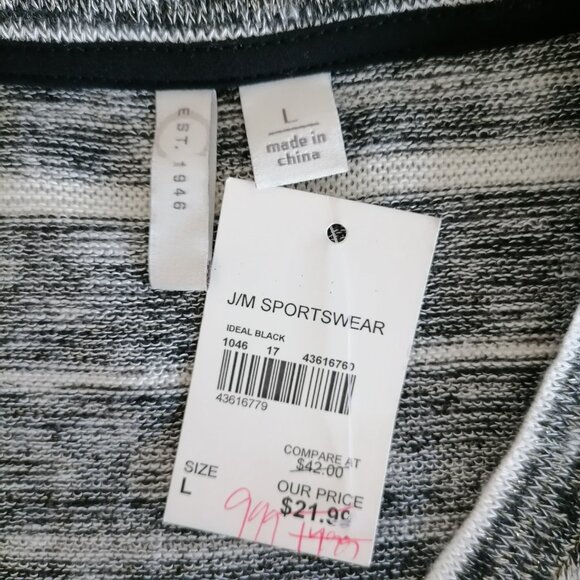 EST. 1946
L
made in
china
J/M SPORTSWEAR
IDEAL BLACK
1046 17 43616760
43616779
COMPARE AT
$42.00
SIZE
L
OUR PRICE
$21.99
999